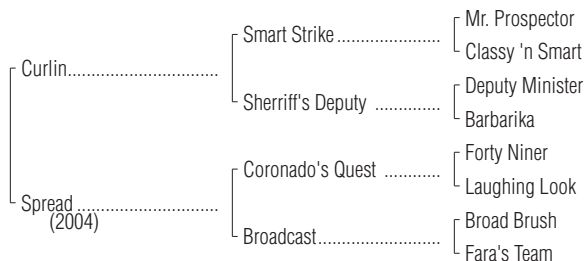 Mr. Prospector
Smart Strike
Classy 'n Smart
Curlin
Deputy Minister
Sherriff's Deputy
Barbarika
Forty Niner
Coronado's Quest
Laughing Look
Spread
(2004)
Broad Brush
Broadcast
Fara's Team